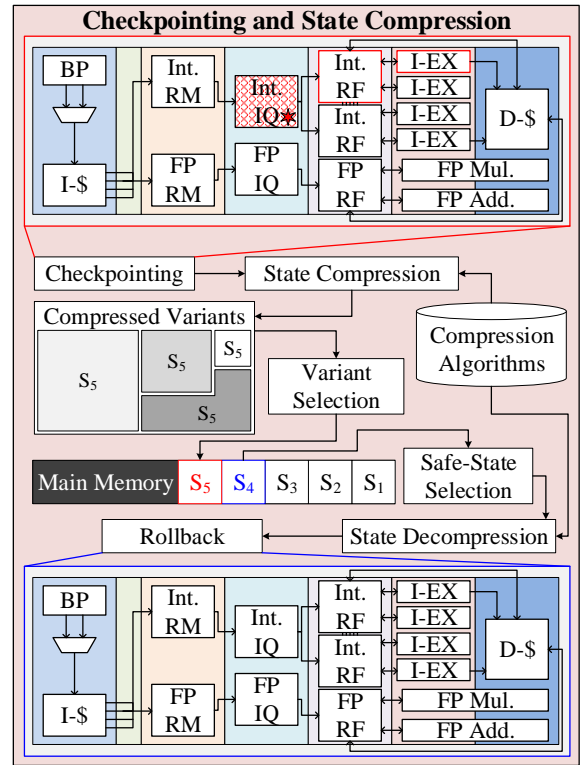 Checkpointing and State Compression
BP
I-$
Int.
RM
FP
RM
Int.
IQ
FP
IQ
Int.
RF
Int.
RF
FP
RF
I-EX
I-EX
I-EX
I-EX
FP Mul.
FP Add.
D-$
Checkpointing
State Compression
Compressed Variants
S5
S5
S5
S5
Variant
Selection
Compression
Algorithms
Main Memory
S5
S4
S3
S2
S1
Safe-State
Selection
Rollback
State Decompression
BP
I-$
Int.
RM
FP
RM
Int.
IQ
FP
IQ
Int.
RF
Int.
RF
FP
RF
I-EX
I-EX
I-EX
I-EX
FP Mul.
FP Add.
D-$